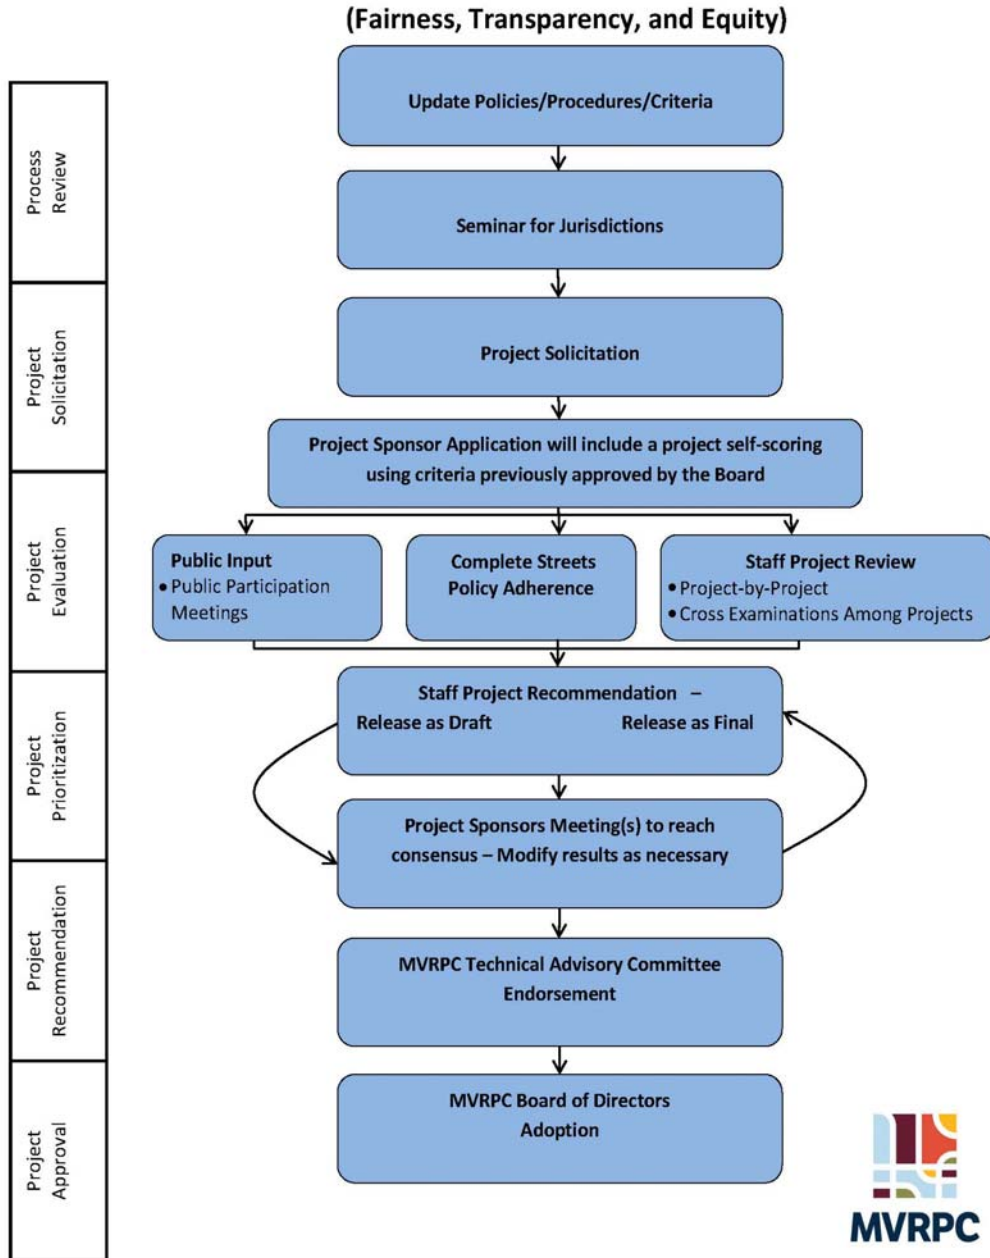 (Fairness, Transparency, and Equity)
Process
Review
Update Policies/Procedures/Criteria
Seminar for Jurisdictions
Project
Solicitation
Project Solicitation
Project Sponsor Application will include a project self-scoring
using criteria previously approved by the Board
Project
Evaluation
Public Input
• Public Participation
Meetings
Complete Streets
Policy Adherence
Staff Project Review
• Project-by-Project
• Cross Examinations Among Projects
Project
Prioritization
Staff Project Recommendation –
Release as Draft Release as Final
Project Sponsors Meeting(s) to reach
consensus – Modify results as necessary
Project
Recommendation
MVRPC Technical Advisory Committee
Endorsement
Project
Approval
MVRPC Board of Directors
Adoption
MVRPC